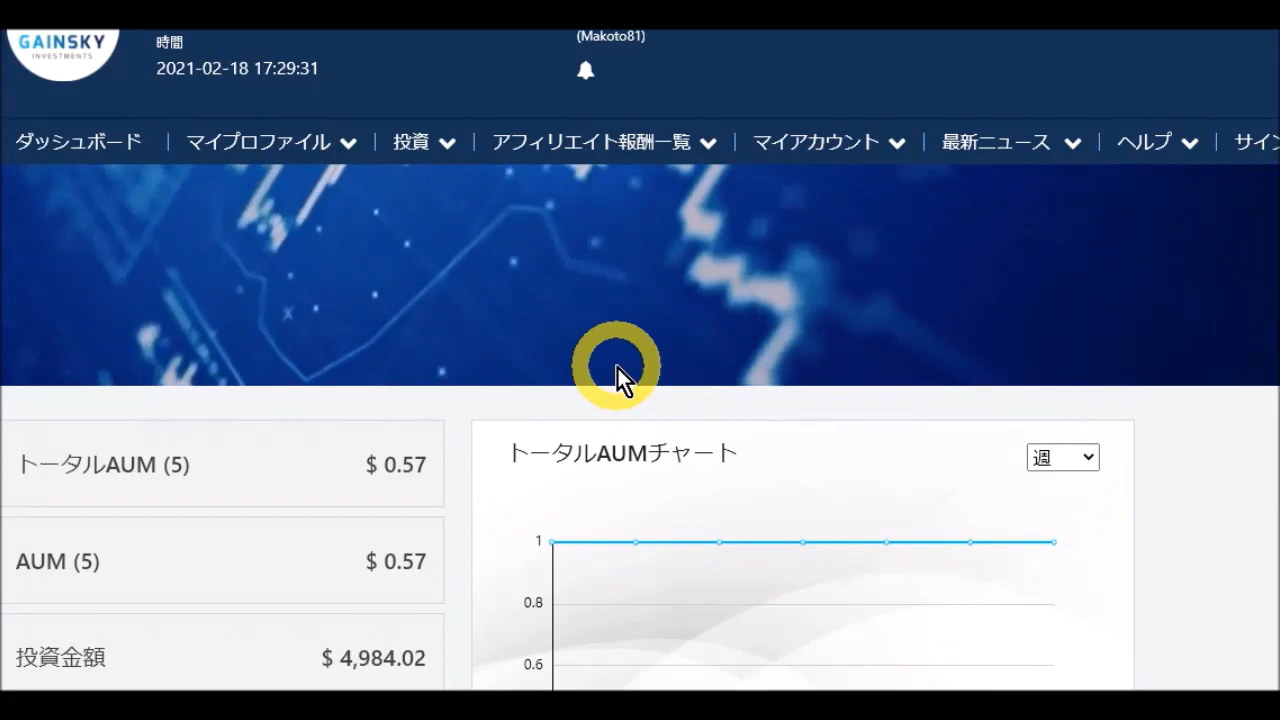 GAINSKY
INVESTMENTS
時間
2021-02-18 17:29:31
(Makoto81)
ダッシュボード
マイプロファイル
投資
アフィリエイト報酬一覧
マイアカウント
最新ニュース
ヘルプ
サイン
トータルAUM (5) $ 0.57
AUM (5) $ 0.57
投資金額 $ 4,984.02
トータルAUMチャート
週
1
0.8
0.6